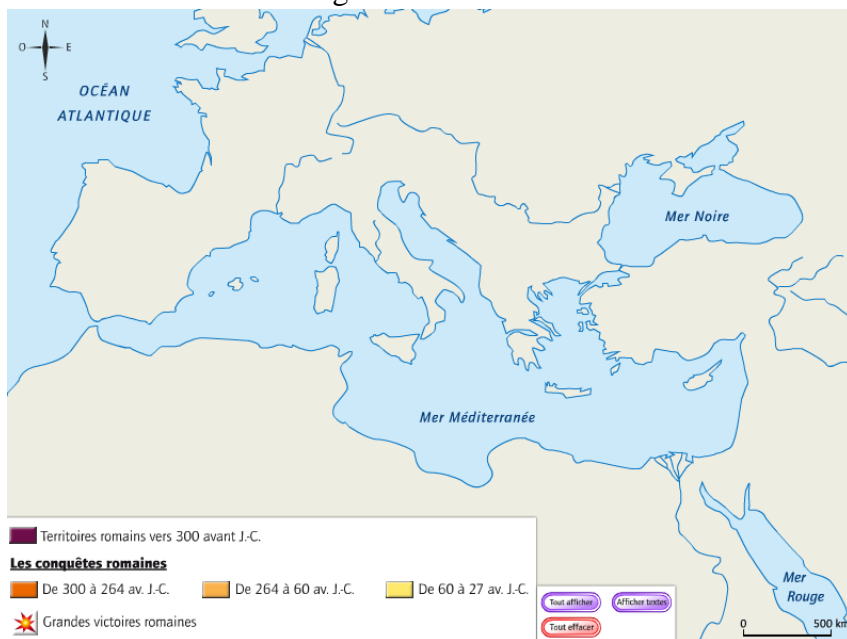 N
O
E
S
OCÉAN
ATLANTIQUE
Mer Noire
Mer Méditerranée
Mer
Rouge
Territoires romains vers 300 avant J.-C.
Les conquêtes romaines
De 300 à 264 av. J.-C.
De 264 à 60 av. J.-C.
De 60 à 27 av. J.-C.
Grandes victoires romaines
Tout afficher
Afficher textes
Tout effacer
0
500 km